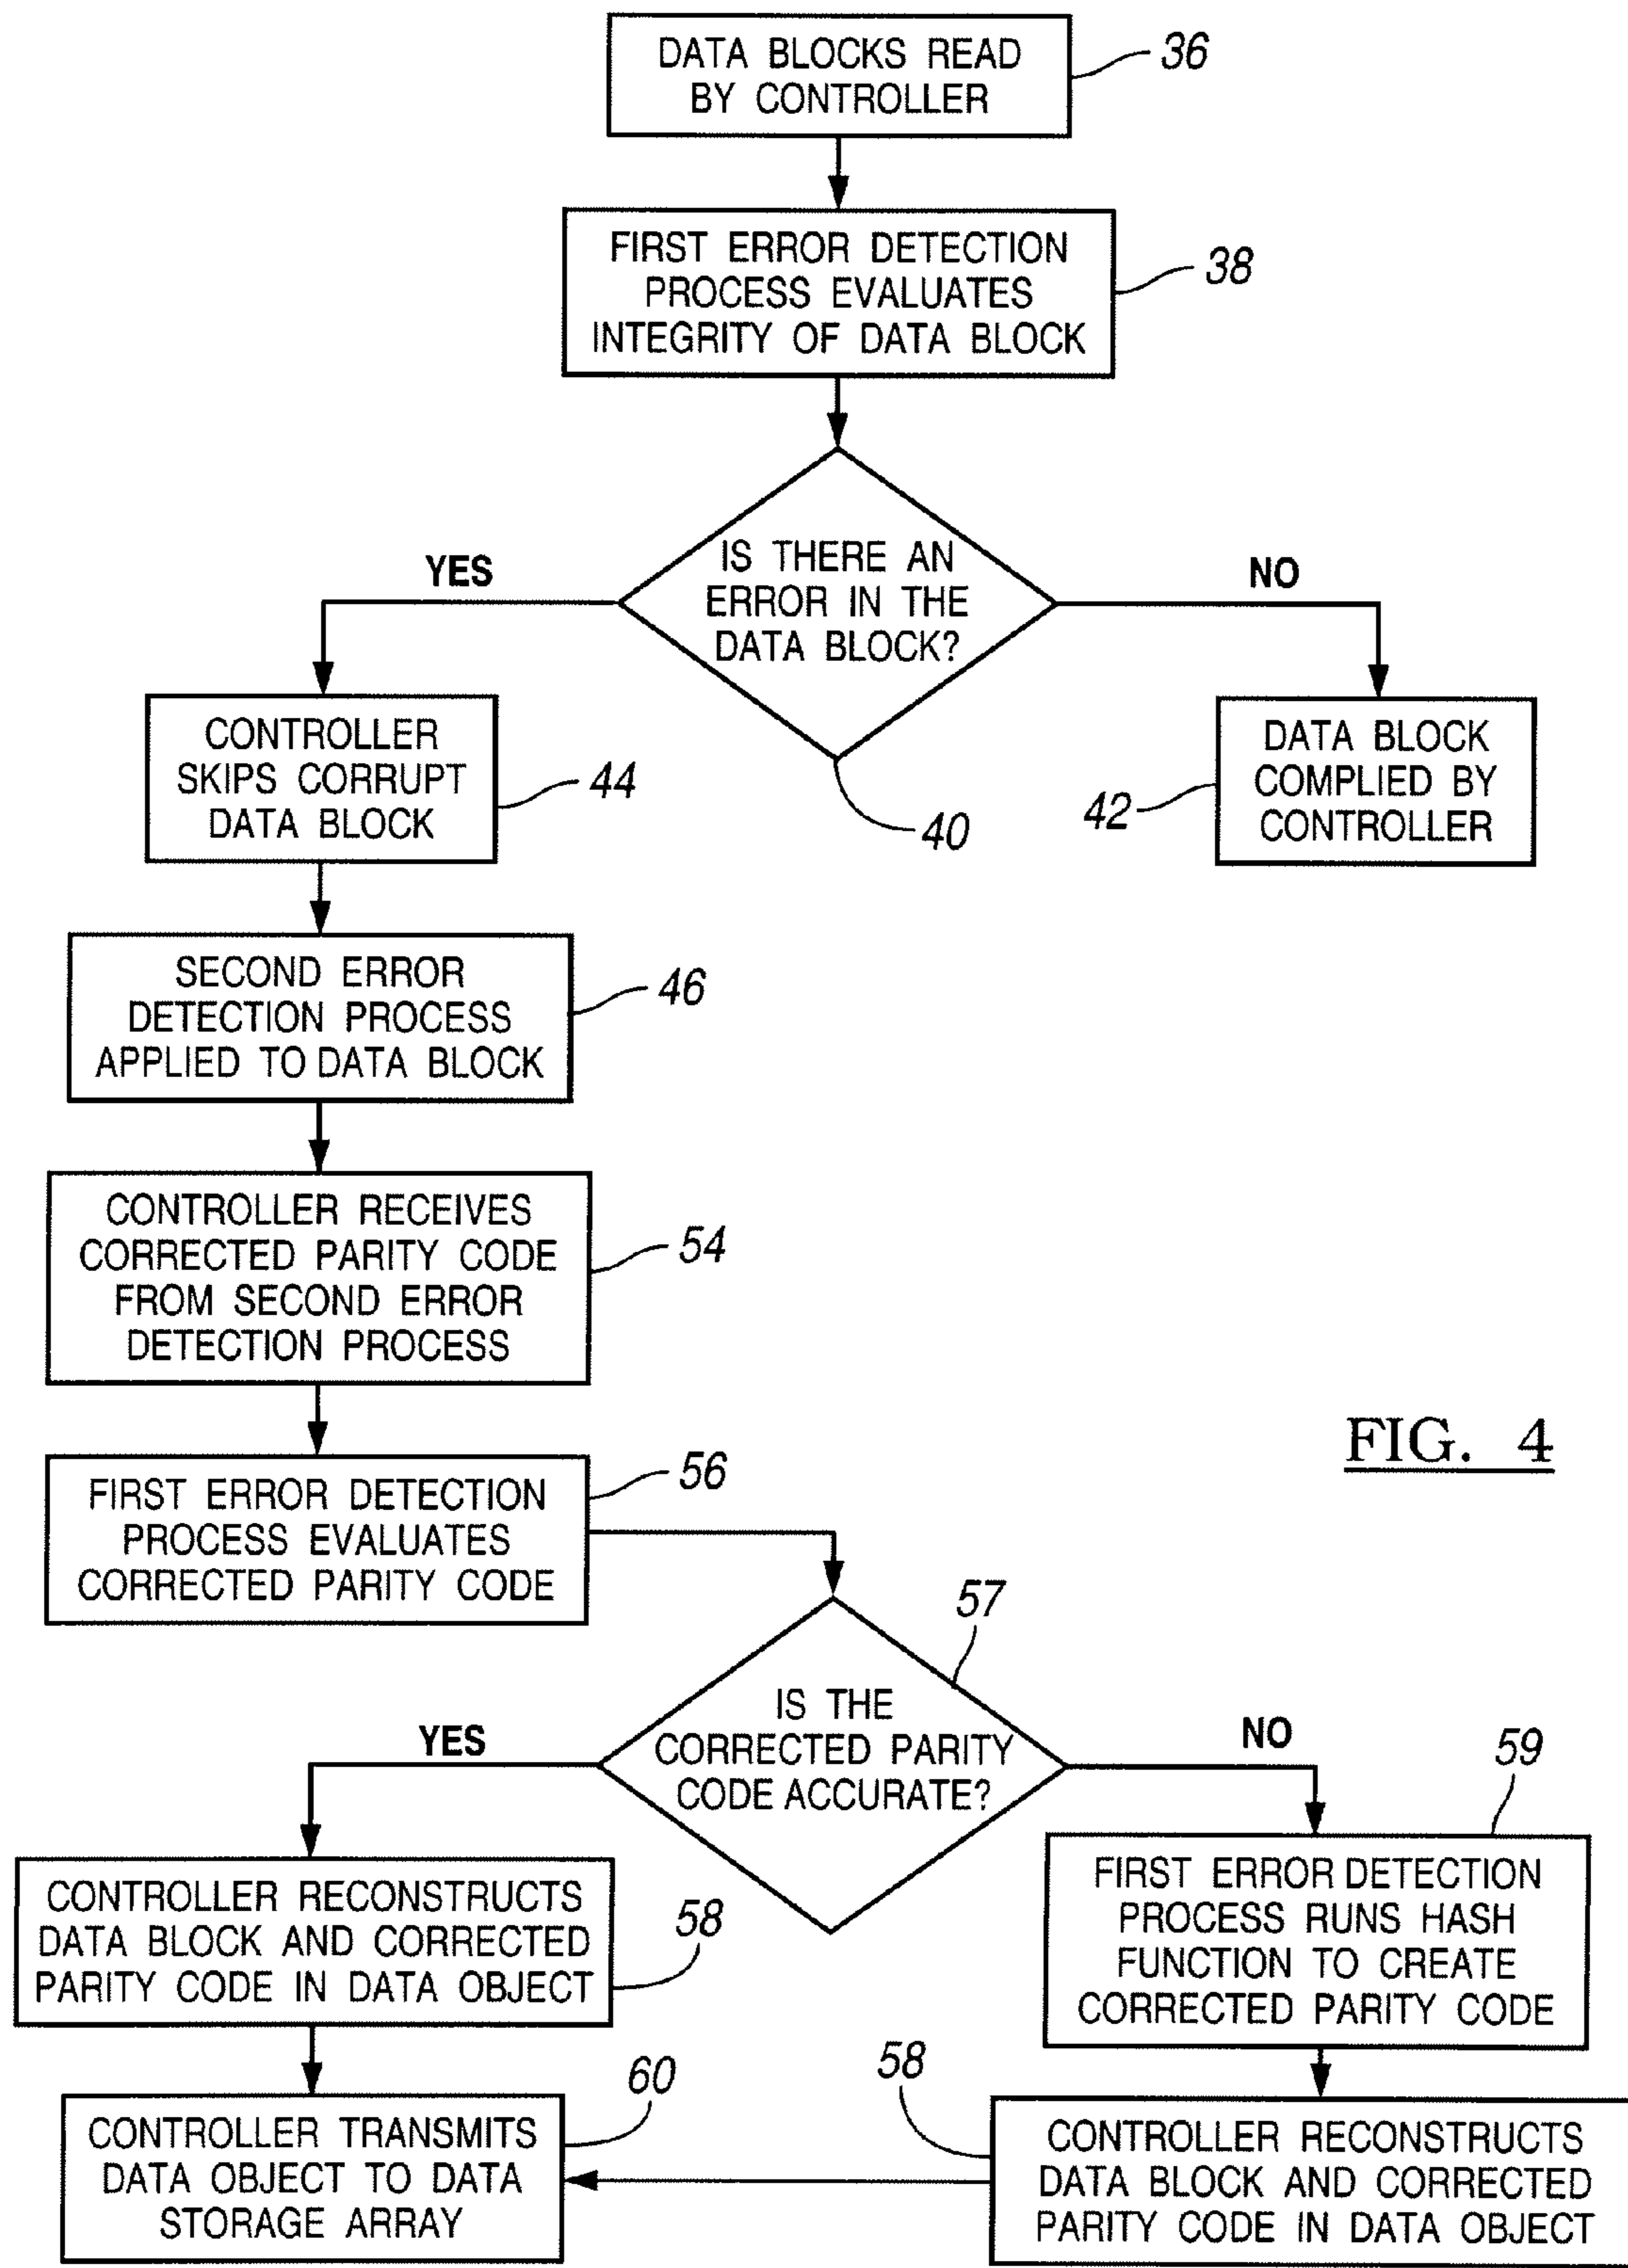 DATA BLOCKS READ
BY CONTROLLER
36
FIRST ERROR DETECTION
PROCESS EVALUATES
INTEGRITY OF DATA BLOCK
38
IS THERE AN
ERROR IN THE
DATA BLOCK?
YES
NO
40
CONTROLLER
SKIPS CORRUPT
DATA BLOCK
44
DATA BLOCK
COMPLIED BY
CONTROLLER
42
SECOND ERROR
DETECTION PROCESS
APPLIED TO DATA BLOCK
46
CONTROLLER RECEIVES
CORRECTED PARITY CODE
FROM SECOND ERROR
DETECTION PROCESS
54
FIG. 4
FIRST ERROR DETECTION
PROCESS EVALUATES
CORRECTED PARITY CODE
56
57
IS THE
CORRECTED PARITY
CODE ACCURATE?
YES
NO
59
CONTROLLER RECONSTRUCTS
DATA BLOCK AND CORRECTED
PARITY CODE IN DATA OBJECT
58
FIRST ERROR DETECTION
PROCESS RUNS HASH
FUNCTION TO CREATE
CORRECTED PARITY CODE
60
CONTROLLER TRANSMITS
DATA OBJECT TO DATA
STORAGE ARRAY
58
CONTROLLER RECONSTRUCTS
DATA BLOCK AND CORRECTED
PARITY CODE IN DATA OBJECT